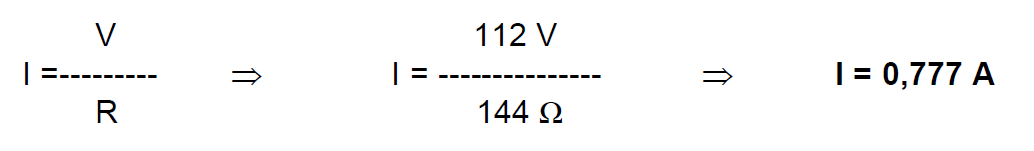 V 112 V
I =--------- ⇒ I = --------------- ⇒ I = 0,777 A
R 144 Ω